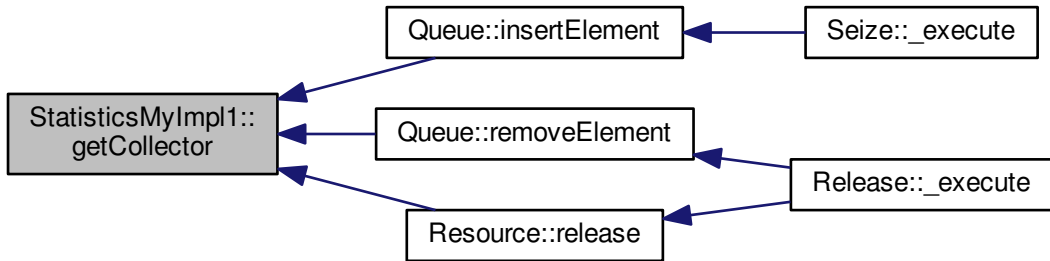 Queue::insertElement
Seize::_execute
StatisticsMyImpl1::
getCollector
Queue::removeElement
Release::_execute
Resource::release